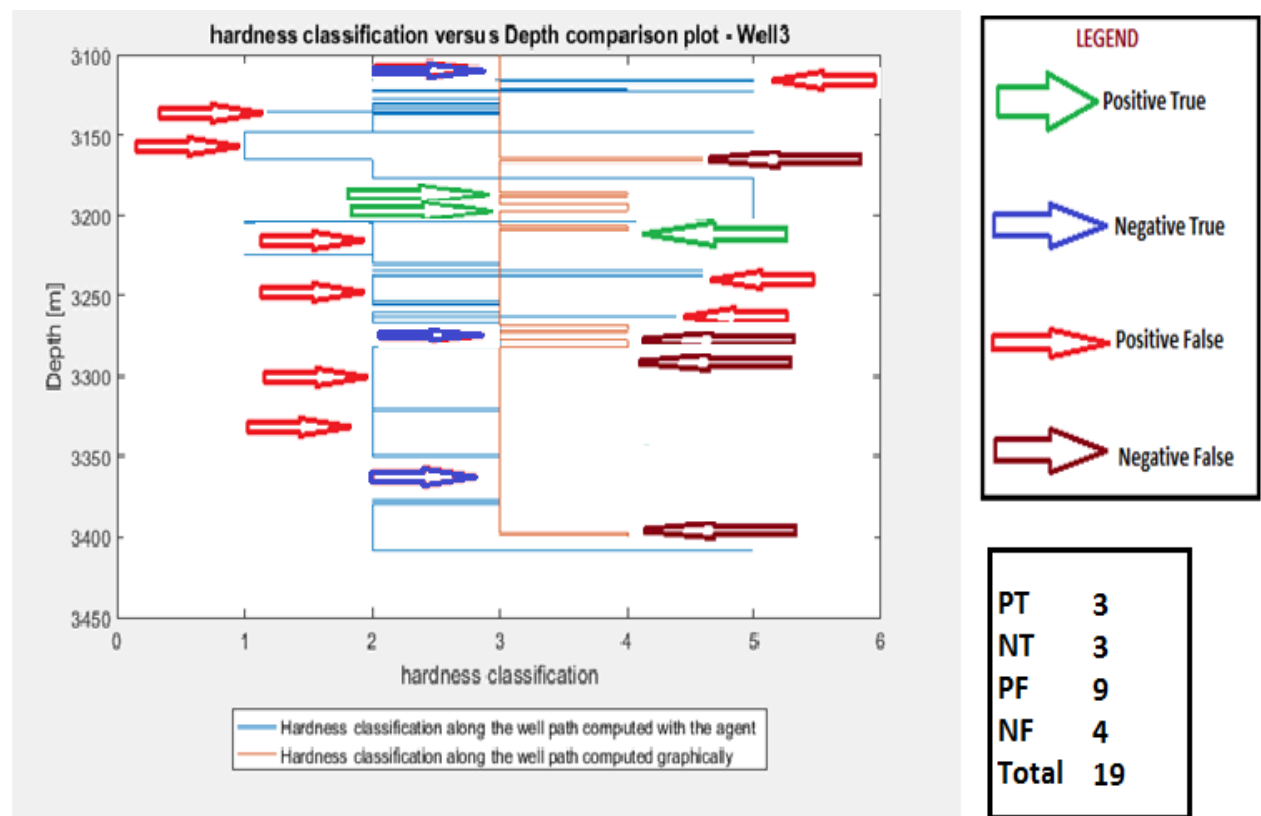 hardness classification versus Depth comparison plot - Well3
3100
3150
3200
3250
3300
3350
3400
3450
Depth [m]
0 1 2 3 4 5 6
hardness classification
Hardness classification along the well path computed with the agent
Hardness classification along the well path computed graphically
LEGEND
Positive True
Negative True
Positive False
Negative False
PT 3
NT 3
PF 9
NF 4
Total 19